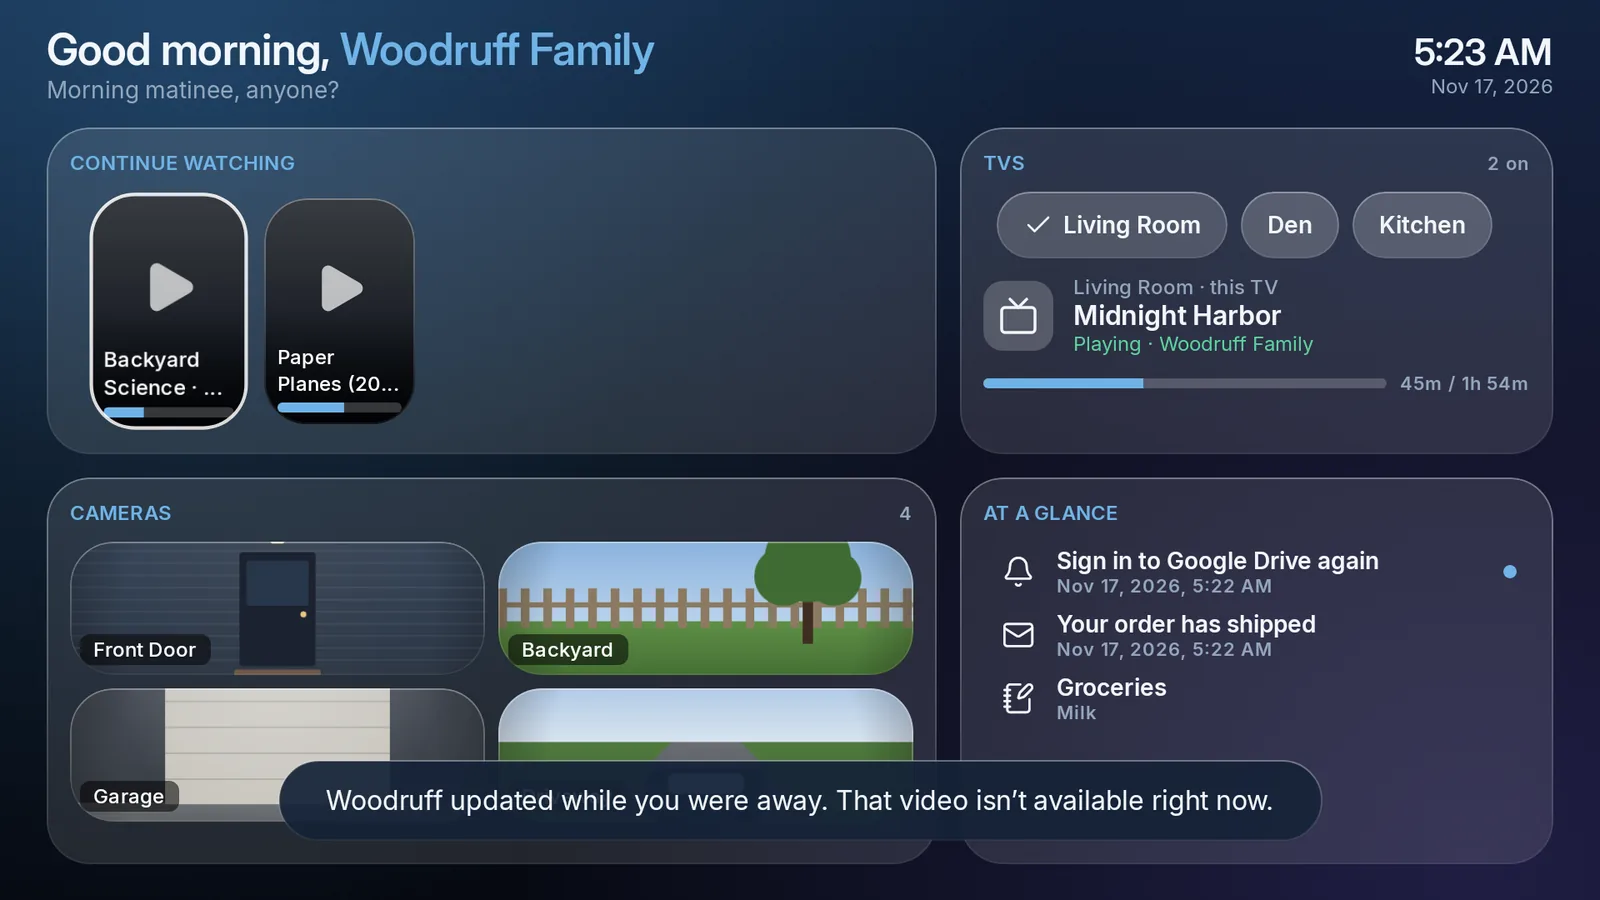 Good morning, Woodruff Family
Morning matinee, anyone?
5:23 AM
Nov 17, 2026
CONTINUE WATCHING
Backyard
Science · ...
Paper
Planes (20...
TVS
2 on
Living Room
Den
Kitchen
Living Room · this TV
Midnight Harbor
Playing · Woodruff Family
45m / 1h 54m
CAMERAS
4
Front Door
Backyard
Garage
AT A GLANCE
Sign in to Google Drive again
Nov 17, 2026, 5:22 AM
Your order has shipped
Nov 17, 2026, 5:22 AM
Groceries
Milk
Woodruff updated while you were away. That video isn’t available right now.